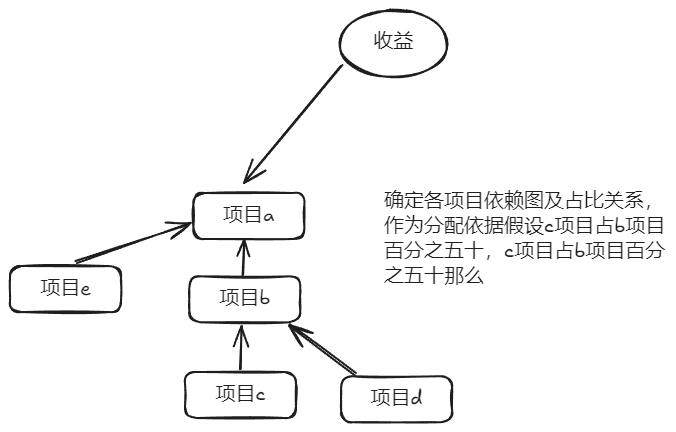 收益
项目a
确定各项目依赖图及占比关系，
作为分配依据假设c项目占b项目
百分之五十，c项目占b项目百分
之五十那么
项目e
项目b
项目c
项目d